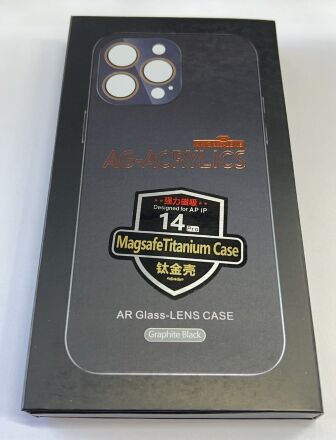 AG-ACRYLICS
强力磁吸
Designed for AP iP
14 Pro
MagsafeTitanium Case
钛金壳
AR Glass-LENS CASE
Graphite Black